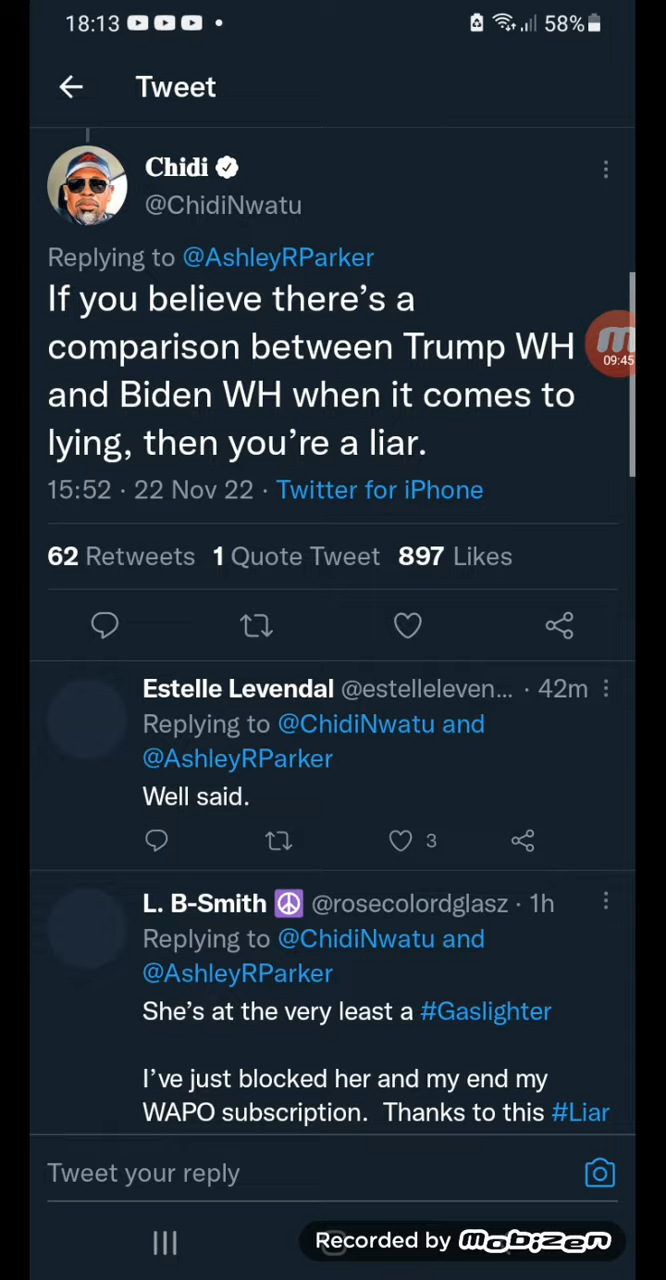 18:13 58%
Tweet
Chidi
@ChidiNwatu
Replying to @AshleyRParker
If you believe there’s a
comparison between Trump WH
and Biden WH when it comes to
lying, then you’re a liar.
09:45
15:52 · 22 Nov 22 · Twitter for iPhone
62 Retweets 1 Quote Tweet 897 Likes
Estelle Levendal @estelleleven... · 42m
Replying to @ChidiNwatu and
@AshleyRParker
Well said.
3
L. B-Smith @rosecolordglasz · 1h
Replying to @ChidiNwatu and
@AshleyRParker
She’s at the very least a #Gaslighter
I’ve just blocked her and my end my
WAPO subscription.  Thanks to this #Liar
Tweet your reply
Recorded by mobizen